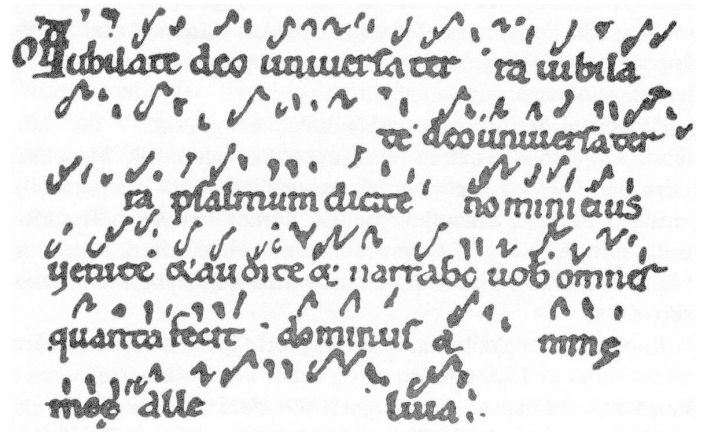 Of Iubilate deo uniuersa ter ra iubila
te deo uniuersa ter
ra psalmum dicite nomini eius
uenite & audite & narrabo uob omnes
quanta fecit dominus a mine
meę alle luia.